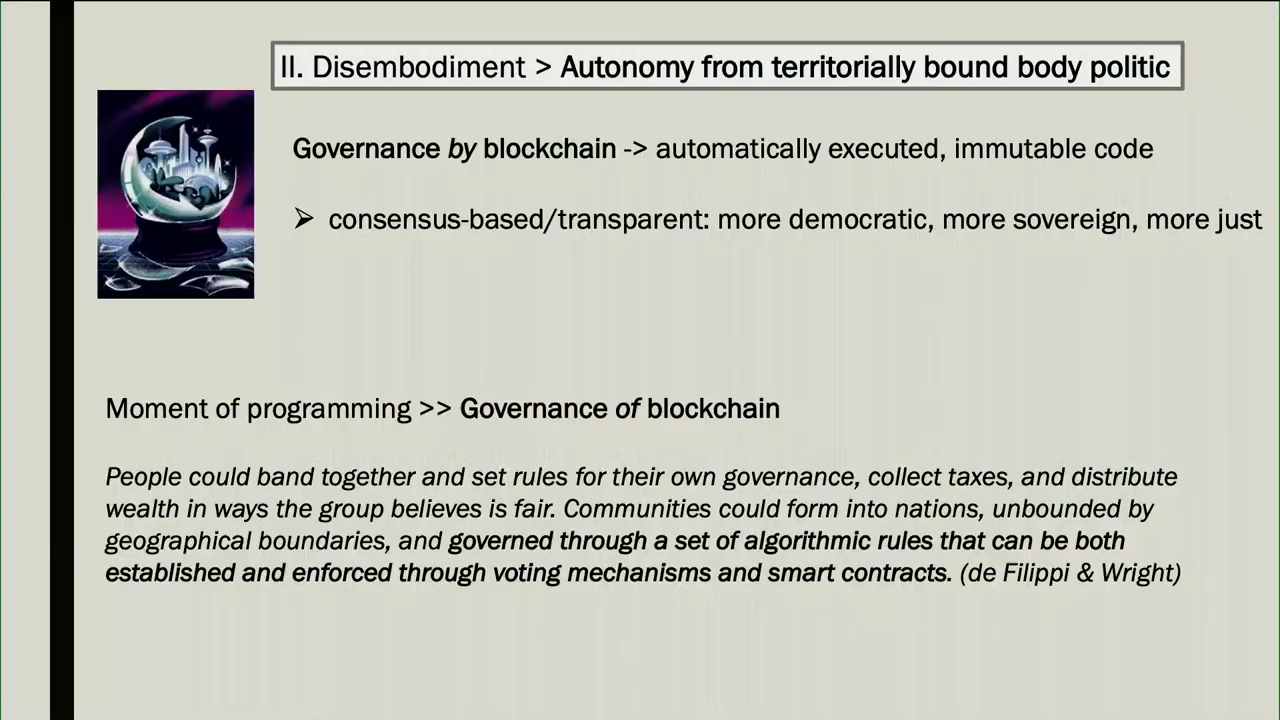 II. Disembodiment > Autonomy from territorially bound body politic
Governance by blockchain -> automatically executed, immutable code
➢ consensus-based/transparent: more democratic, more sovereign, more just
Moment of programming >> Governance of blockchain
People could band together and set rules for their own governance, collect taxes, and distribute
wealth in ways the group believes is fair. Communities could form into nations, unbounded by
geographical boundaries, and governed through a set of algorithmic rules that can be both
established and enforced through voting mechanisms and smart contracts. (de Filippi & Wright)